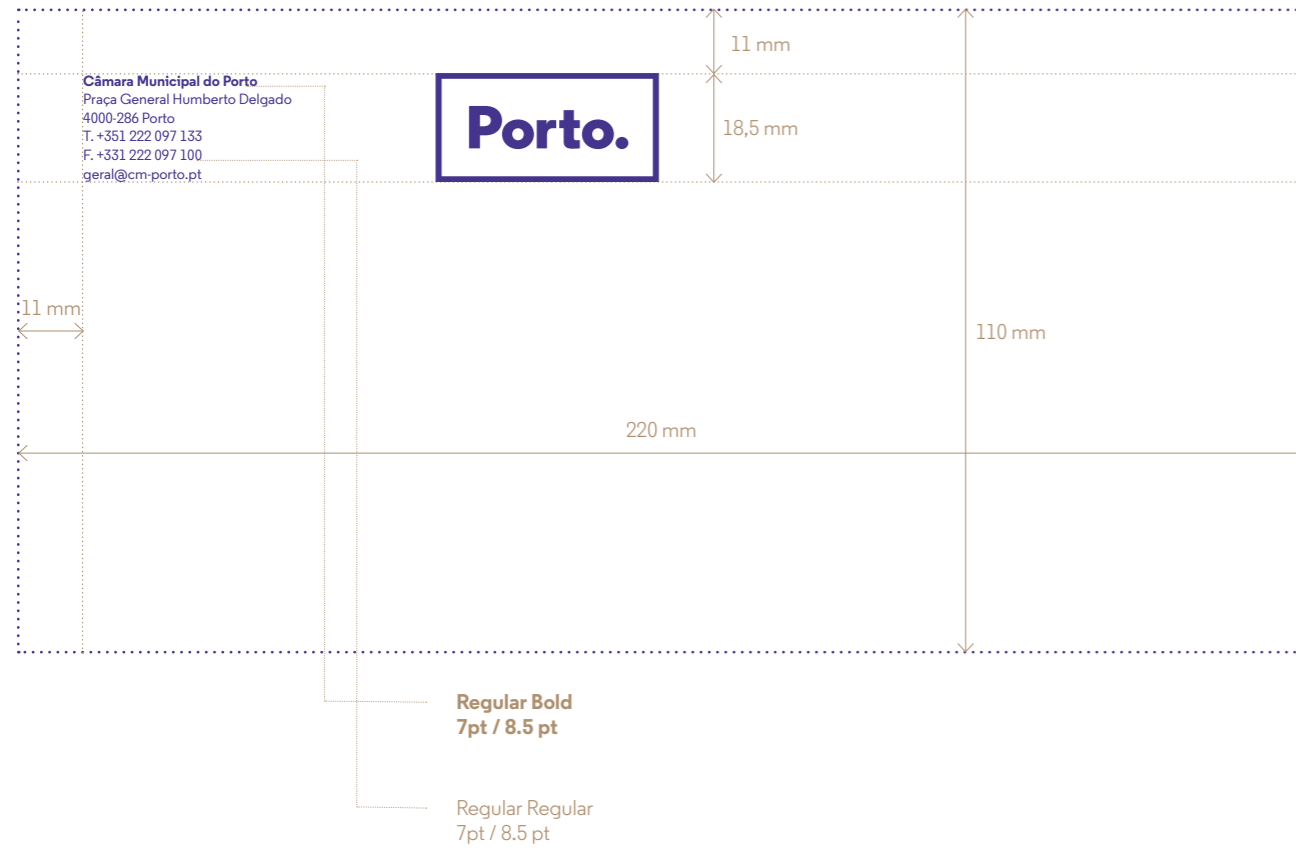 11 mm
Câmara Municipal do Porto
Praça General Humberto Delgado
4000-286 Porto
T. +351 222 097 133
F. +331 222 097 100
geral@cm-porto.pt
Porto.
18,5 mm
11 mm
110 mm
220 mm
Regular Bold
7pt / 8.5 pt
Regular Regular
7pt / 8.5 pt